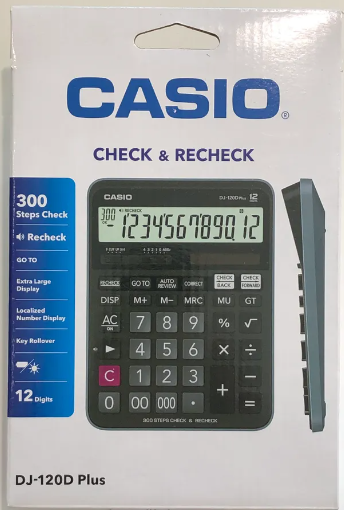 CASIO®
CHECK & RECHECK
300
Steps Check
Recheck
GO TO
Extra Large
Display
Localized
Number Display
Key Rollover
12 Digits
CASIO
DJ-120D Plus 12
300 RECHECK
-1234567890.12
RECHECK GO TO AUTO REVIEW CORRECT CHECK BACK CHECK FORWARD
DISP M+ M− MRC MU GT
AC ON 7 8 9 % √
▶ 4 5 6 × ÷
C 1 2 3 + −
0 00 000 · =
300 STEPS CHECK & RECHECK
DJ-120D Plus